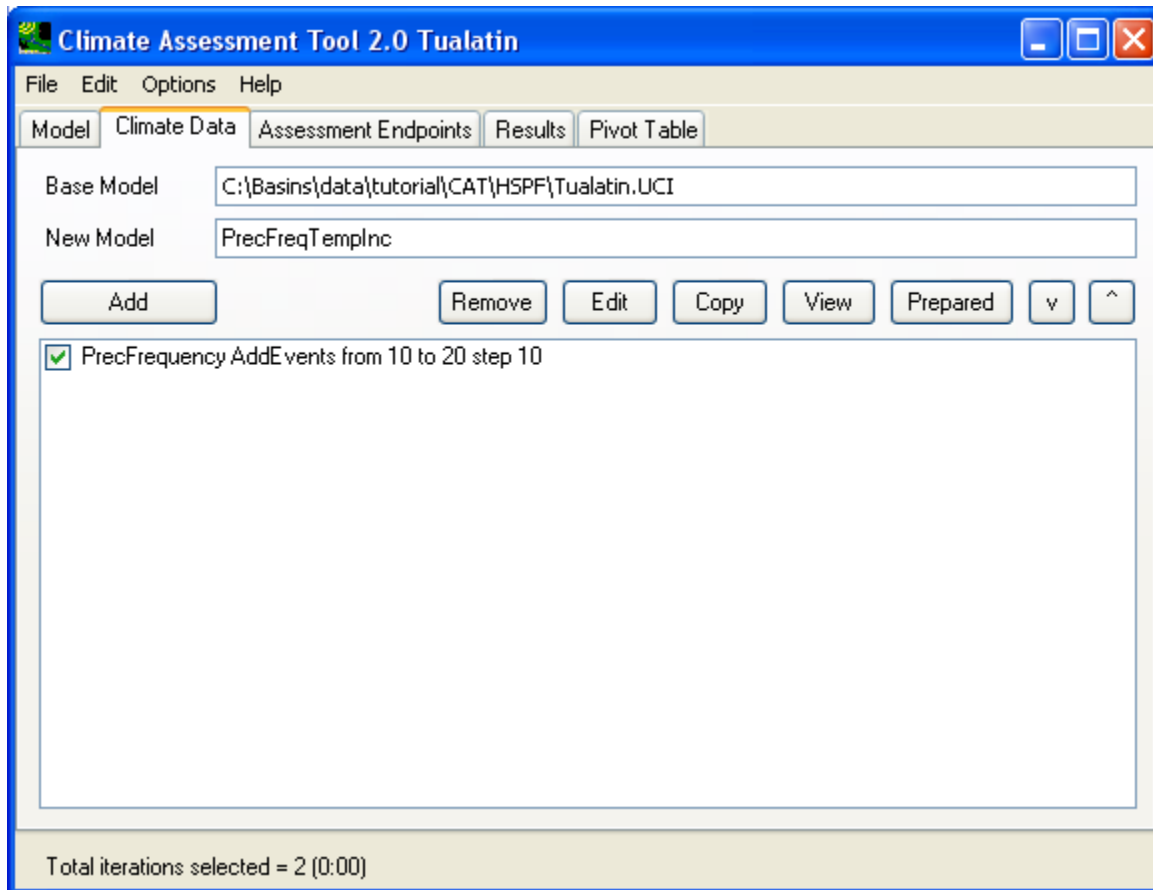 Climate Assessment Tool 2.0 Tualatin
File Edit Options Help
Model Climate Data Assessment Endpoints Results Pivot Table
Base Model C:\Basins\data\tutorial\CAT\HSPF\Tualatin.UCI
New Model PrecFreqTempInc
Add Remove Edit Copy View Prepared v ^
PrecFrequency AddEvents from 10 to 20 step 10
Total iterations selected = 2 (0:00)